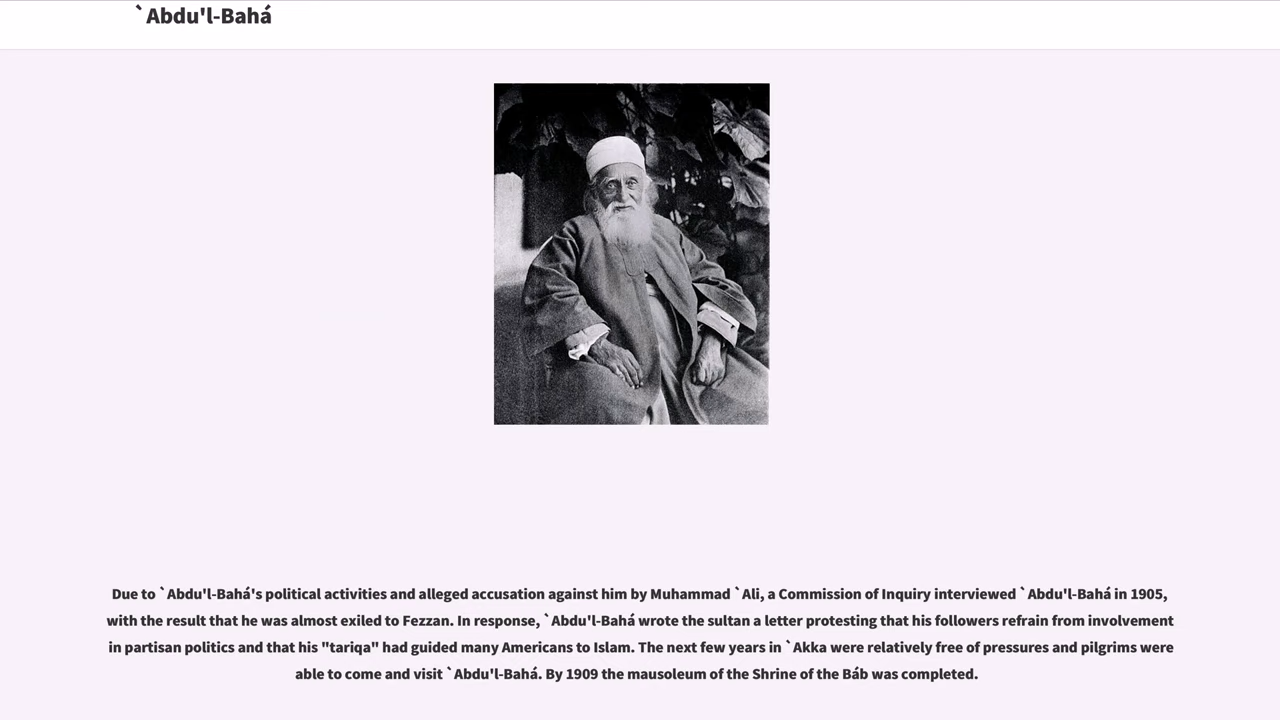 `Abdu'l-Bahá
Due to `Abdu'l-Bahá's political activities and alleged accusation against him by Muhammad `Ali, a Commission of Inquiry interviewed `Abdu'l-Bahá in 1905,
with the result that he was almost exiled to Fezzan. In response, `Abdu'l-Bahá wrote the sultan a letter protesting that his followers refrain from involvement
in partisan politics and that his "tariqa" had guided many Americans to Islam. The next few years in `Akka were relatively free of pressures and pilgrims were
able to come and visit `Abdu'l-Bahá. By 1909 the mausoleum of the Shrine of the Báb was completed.